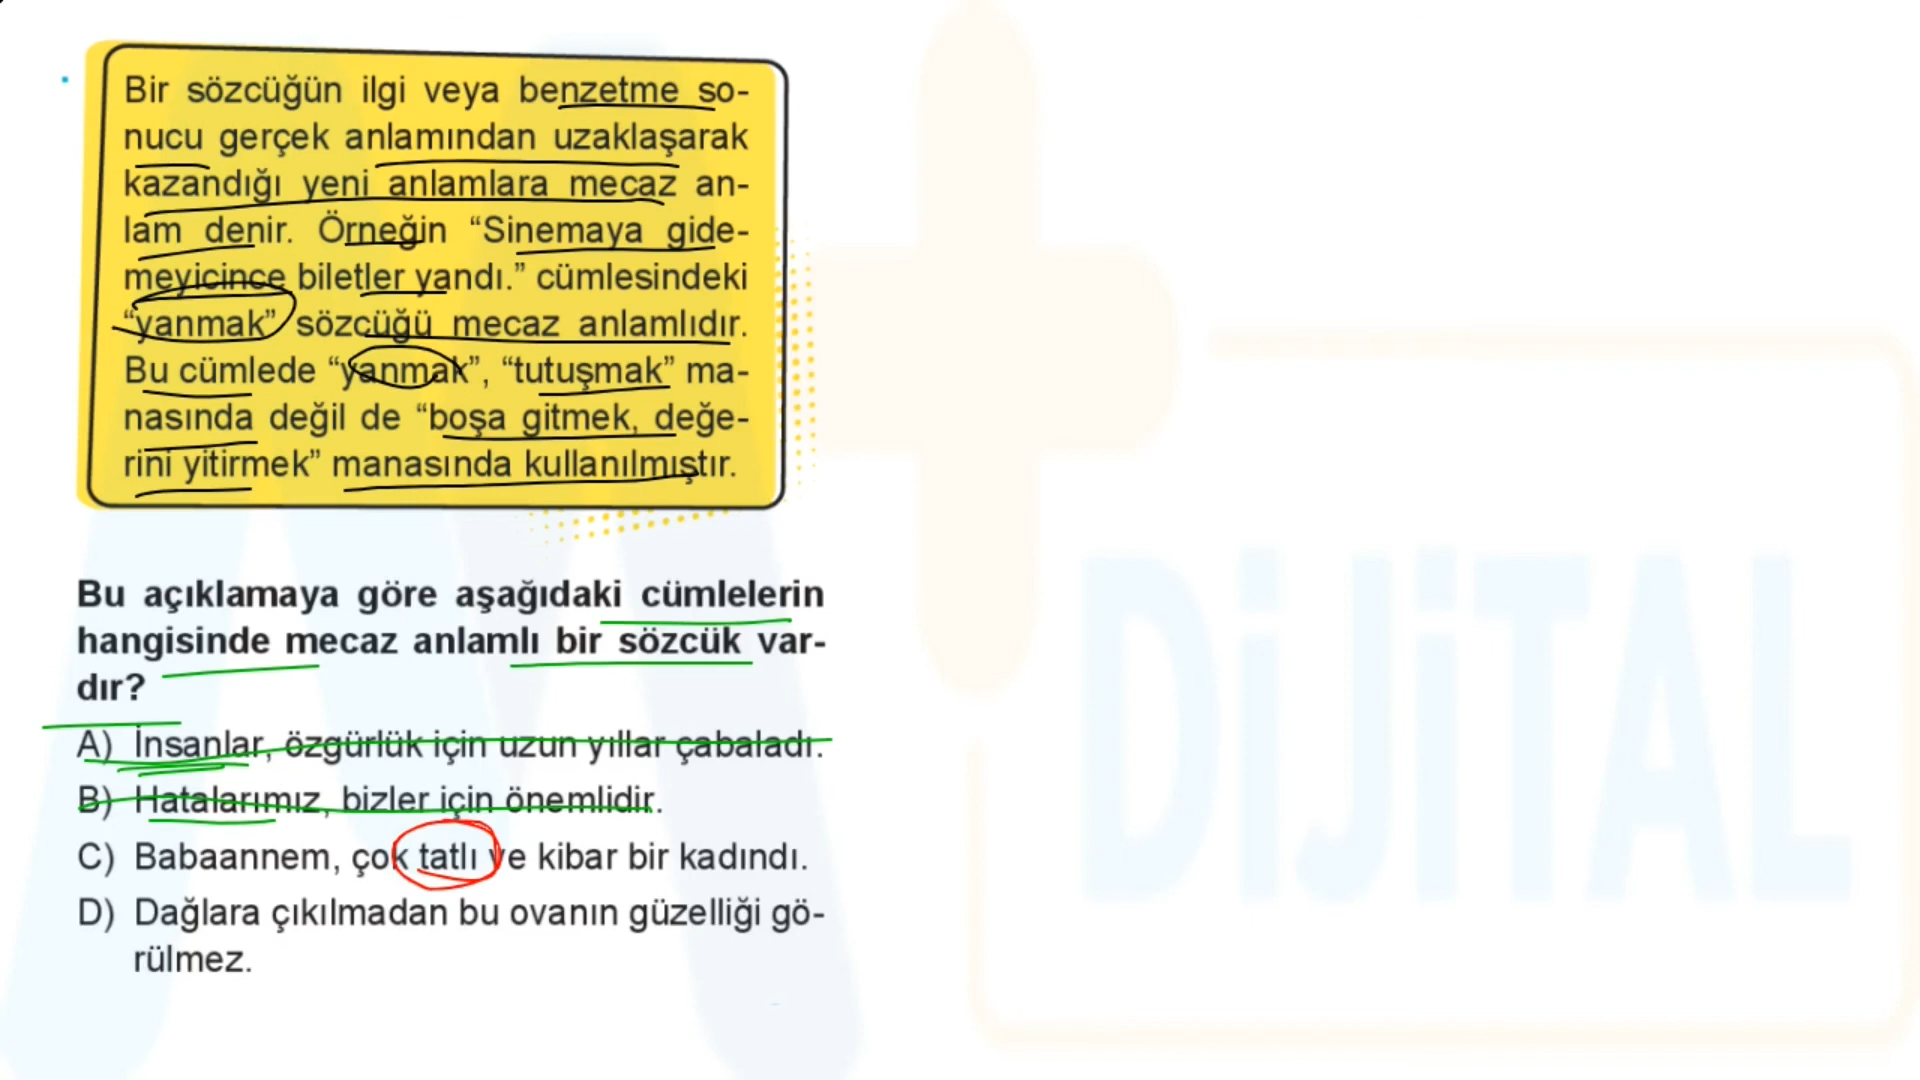 Bir sözcüğün ilgi veya benzetme so-
nucu gerçek anlamından uzaklaşarak
kazandığı yeni anlamlara mecaz an-
lam denir. Örneğin “Sinemaya gide-
meyicince biletler yandı.” cümlesindeki
“yanmak” sözcüğü mecaz anlamlıdır.
Bu cümlede “yanmak”, “tutuşmak” ma-
nasında değil de “boşa gitmek, değe-
rini yitirmek” manasında kullanılmıştır.
Bu açıklamaya göre aşağıdaki cümlelerin
hangisinde mecaz anlamlı bir sözcük var-
dır?
A) İnsanlar, özgürlük için uzun yıllar çabaladı.
B) Hatalarımız, bizler için önemlidir.
C) Babaannem, çok tatlı ve kibar bir kadındı.
D) Dağlara çıkılmadan bu ovanın güzelliği gö-
rülmez.
DiJiTAL